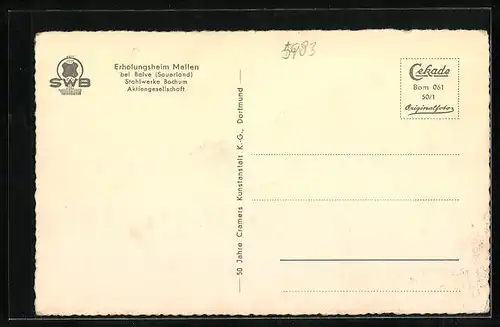 SWB
Erholungsheim Mellen
bei Balve (Sauerland)
Stahlwerke Bochum
Aktiengesellschaft
5983
50 Jahre Cramers Kunstanstalt K.-G., Dortmund
Cekade
Bom 061
50/1
Originalfoto